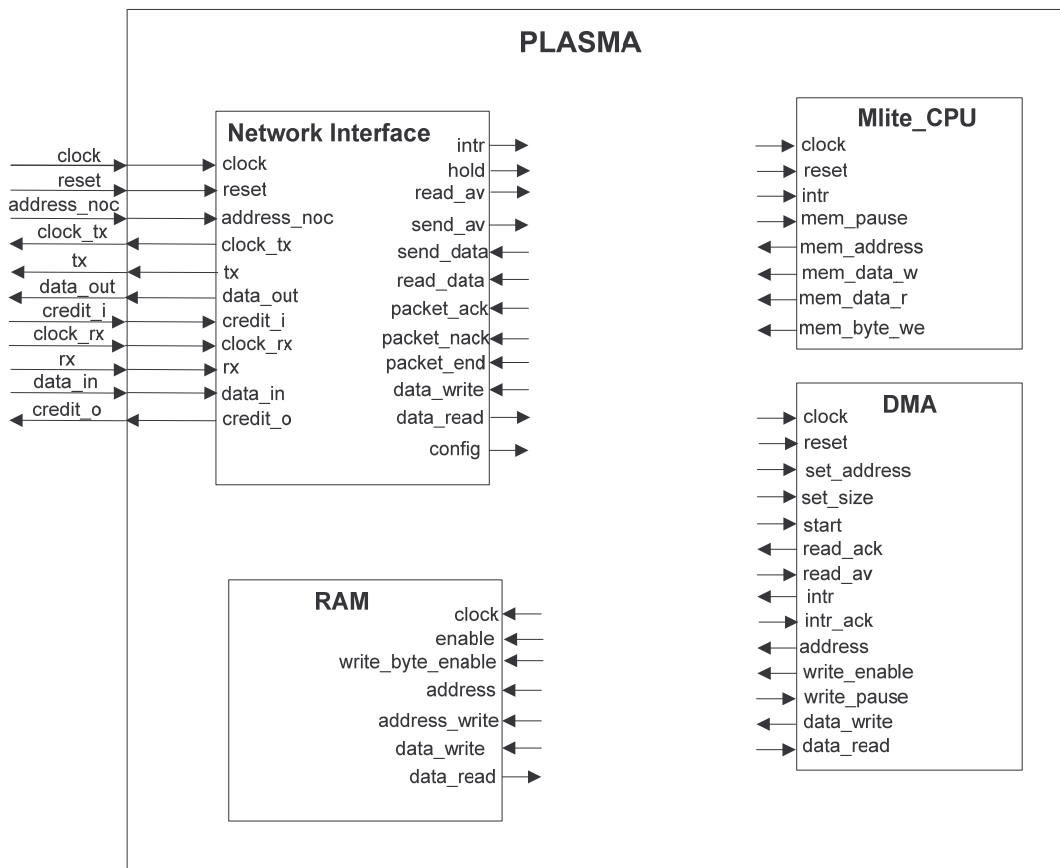 PLASMA
clock
reset
address_noc
clock_tx
tx
data_out
credit_i
clock_rx
rx
data_in
credit_o
Network Interface
clock
reset
address_noc
clock_tx
tx
data_out
credit_i
clock_rx
rx
data_in
credit_o
intr
hold
read_av
send_av
send_data
read_data
packet_ack
packet_nack
packet_end
data_write
data_read
config
Mlite_CPU
clock
reset
intr
mem_pause
mem_address
mem_data_w
mem_data_r
mem_byte_we
RAM
clock
enable
write_byte_enable
address
address_write
data_write
data_read
DMA
clock
reset
set_address
set_size
start
read_ack
read_av
intr
intr_ack
address
write_enable
write_pause
data_write
data_read